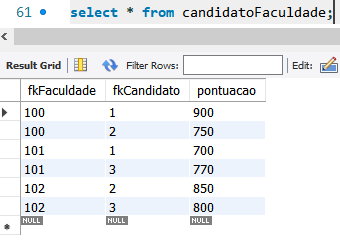 61 select * from candidatoFaculdade;
Result Grid Filter Rows: Edit:
fkFaculdade fkCandidato pontuacao
100 1 900
100 2 750
101 1 700
101 3 770
102 2 850
102 3 800
NULL NULL NULL